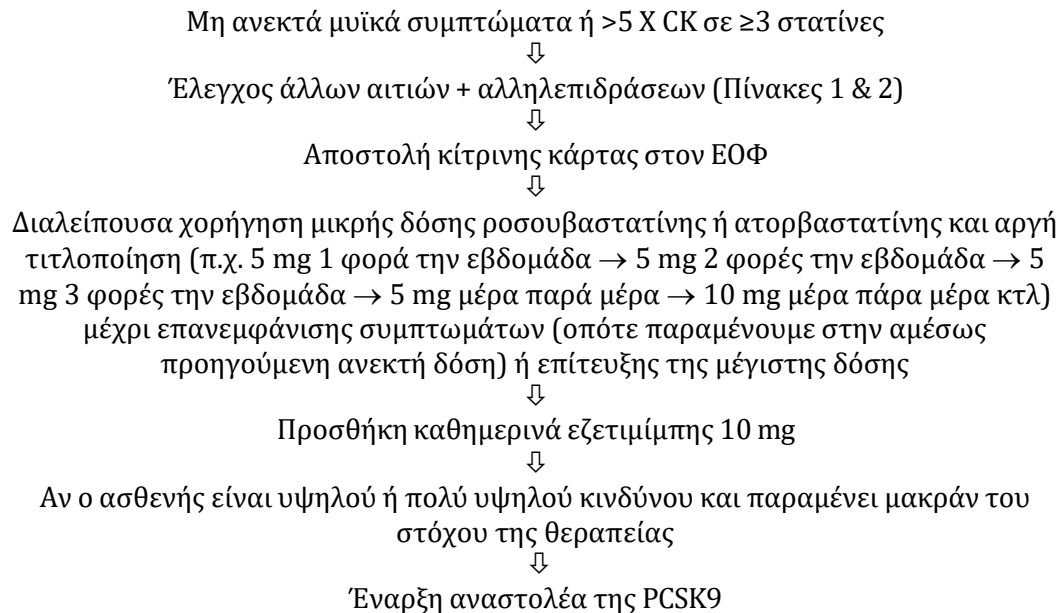 Μη ανεκτά μυϊκά συμπτώματα ή >5 X CK σε ≥3 στατίνες
⇩
Έλεγχος άλλων αιτιών + αλληλεπιδράσεων (Πίνακες 1 & 2)
⇩
Αποστολή κίτρινης κάρτας στον ΕΟΦ
⇩
Διαλείπουσα χορήγηση μικρής δόσης ροσουβαστατίνης ή ατορβαστατίνης και αργή
τιτλοποίηση (π.χ. 5 mg 1 φορά την εβδομάδα → 5 mg 2 φορές την εβδομάδα → 5
mg 3 φορές την εβδομάδα → 5 mg μέρα παρά μέρα → 10 mg μέρα πάρα μέρα κτλ)
μέχρι επανεμφάνισης συμπτωμάτων (οπότε παραμένουμε στην αμέσως
προηγούμενη ανεκτή δόση) ή επίτευξης της μέγιστης δόσης
⇩
Προσθήκη καθημερινά εζετιμίμπης 10 mg
⇩
Αν ο ασθενής είναι υψηλού ή πολύ υψηλού κινδύνου και παραμένει μακράν του
στόχου της θεραπείας
⇩
Έναρξη αναστολέα της PCSK9